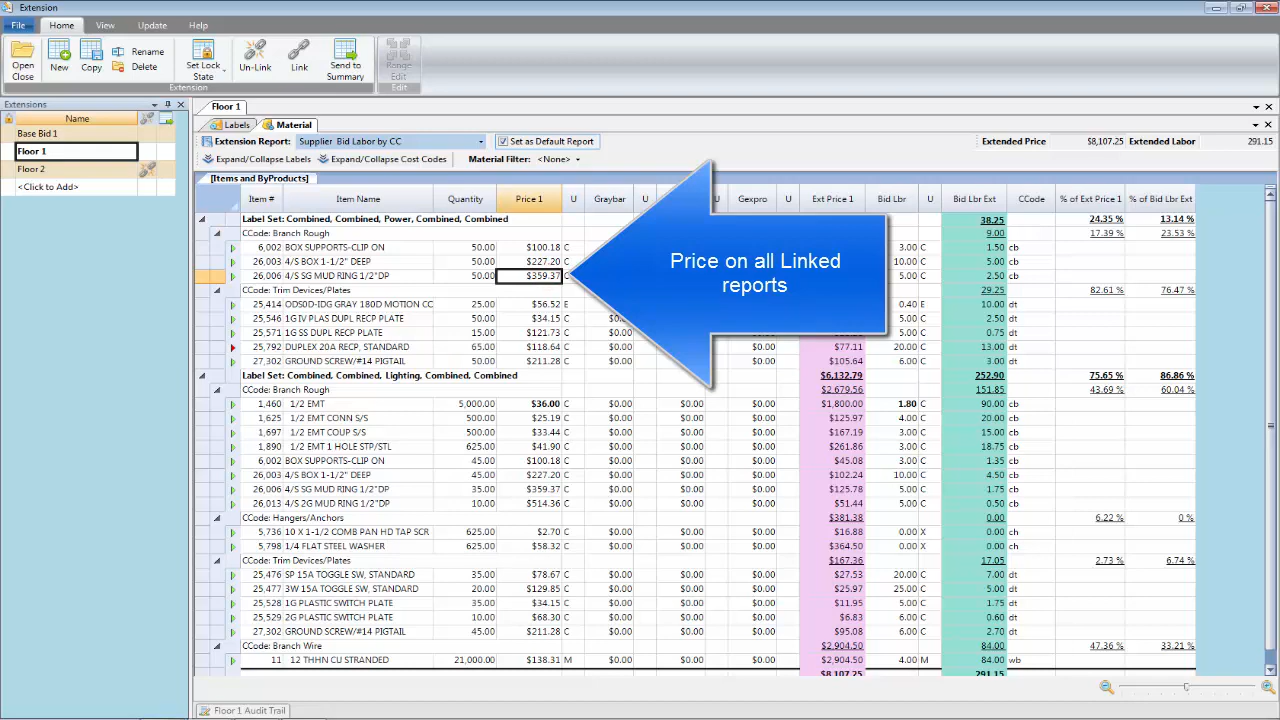 Extension
File Home View Update Help
Open Close New Copy Rename Delete Set Lock State Un-Link Link Send to Summary Range Edit
Extension Edit
Extensions
Name
Base Bid 1
Floor 1
Floor 2
<Click to Add>
Floor 1
Labels Material
Extension Report: Supplier Bid Labor by CC Set as Default Report Extended Price $8,107.25 Extended Labor 291.15
Expand/Collapse Labels Expand/Collapse Cost Codes Material Filter: <None>
[Items and ByProducts]
Item # Item Name Quantity Price 1 U Graybar U U Gexpro U Ext Price 1 Bid Lbr U Bid Lbr Ext CCode % of Ext Price 1 % of Bid Lbr Ext
Label Set: Combined, Combined, Power, Combined, Combined 38.25 24.35 % 13.14 %
CCode: Branch Rough 9.00 17.39 % 23.53 %
6,002 BOX SUPPORTS-CLIP ON 50.00 $100.18 C 3.00 C 1.50 cb
26,003 4/S BOX 1-1/2" DEEP 50.00 $227.20 C 10.00 C 5.00 cb
26,006 4/S SG MUD RING 1/2"DP 50.00 $359.37 C 5.00 C 2.50 cb
Price on all Linked
reports
CCode: Trim Devices/Plates 29.25 82.61 % 76.47 %
25,414 ODS0D-IDG GRAY 180D MOTION CC 25.00 $56.52 E 0.40 E 10.00 dt
25,546 1G IV PLAS DUPL RECP PLATE 50.00 $34.15 C 5.00 C 2.50 dt
25,571 1G SS DUPL RECP PLATE 15.00 $121.73 C 5.00 C 0.75 dt
25,792 DUPLEX 20A RECP, STANDARD 65.00 $118.64 C $0.00 $0.00 $77.11 20.00 C 13.00 dt
27,302 GROUND SCREW/#14 PIGTAIL 50.00 $211.28 C $0.00 $0.00 $105.64 6.00 C 3.00 dt
Label Set: Combined, Combined, Lighting, Combined, Combined $6,132.79 252.90 75.65 % 86.86 %
CCode: Branch Rough $2,679.56 151.85 43.69 % 60.04 %
1,460 1/2 EMT 5,000.00 $36.00 C $0.00 $0.00 $0.00 $1,800.00 1.80 C 90.00 cb
1,625 1/2 EMT CONN S/S 500.00 $25.19 C $0.00 $0.00 $0.00 $125.97 4.00 C 20.00 cb
1,697 1/2 EMT COUP S/S 500.00 $33.44 C $0.00 $0.00 $0.00 $167.19 3.00 C 15.00 cb
1,890 1/2 EMT 1 HOLE STP/STL 625.00 $41.90 C $0.00 $0.00 $0.00 $261.86 3.00 C 18.75 cb
6,002 BOX SUPPORTS-CLIP ON 45.00 $100.18 C $0.00 $0.00 $0.00 $45.08 3.00 C 1.35 cb
26,003 4/S BOX 1-1/2" DEEP 45.00 $227.20 C $0.00 $0.00 $0.00 $102.24 10.00 C 4.50 cb
26,006 4/S SG MUD RING 1/2"DP 35.00 $359.37 C $0.00 $0.00 $0.00 $125.78 5.00 C 1.75 cb
26,013 4/S 2G MUD RING 1/2"DP 10.00 $514.36 C $0.00 $0.00 $0.00 $51.44 5.00 C 0.50 cb
CCode: Hangers/Anchors $381.38 0.00 6.22 % 0 %
5,736 10 X 1-1/2 COMB PAN HD TAP SCR 625.00 $2.70 C $0.00 $0.00 $0.00 $16.88 0.00 X 0.00 ch
5,798 1/4 FLAT STEEL WASHER 625.00 $58.32 C $0.00 $0.00 $0.00 $364.50 0.00 X 0.00 ch
CCode: Trim Devices/Plates $167.36 17.05 2.73 % 6.74 %
25,476 SP 15A TOGGLE SW, STANDARD 35.00 $78.67 C $0.00 $0.00 $0.00 $27.53 20.00 C 7.00 dt
25,477 3W 15A TOGGLE SW, STANDARD 20.00 $129.85 C $0.00 $0.00 $0.00 $25.97 25.00 C 5.00 dt
25,528 1G PLASTIC SWITCH PLATE 35.00 $34.15 C $0.00 $0.00 $0.00 $11.95 5.00 C 1.75 dt
25,529 2G PLASTIC SWITCH PLATE 10.00 $68.30 C $0.00 $0.00 $0.00 $6.83 6.00 C 0.60 dt
27,302 GROUND SCREW/#14 PIGTAIL 45.00 $211.28 C $0.00 $0.00 $0.00 $95.08 6.00 C 2.70 dt
CCode: Branch Wire $2,904.50 84.00 47.36 % 33.21 %
11 12 THHN CU STRANDED 21,000.00 $138.31 M $0.00 $0.00 $0.00 $2,904.50 4.00 M 84.00 wb
$8,107.25 291.15
Floor 1 Audit Trail